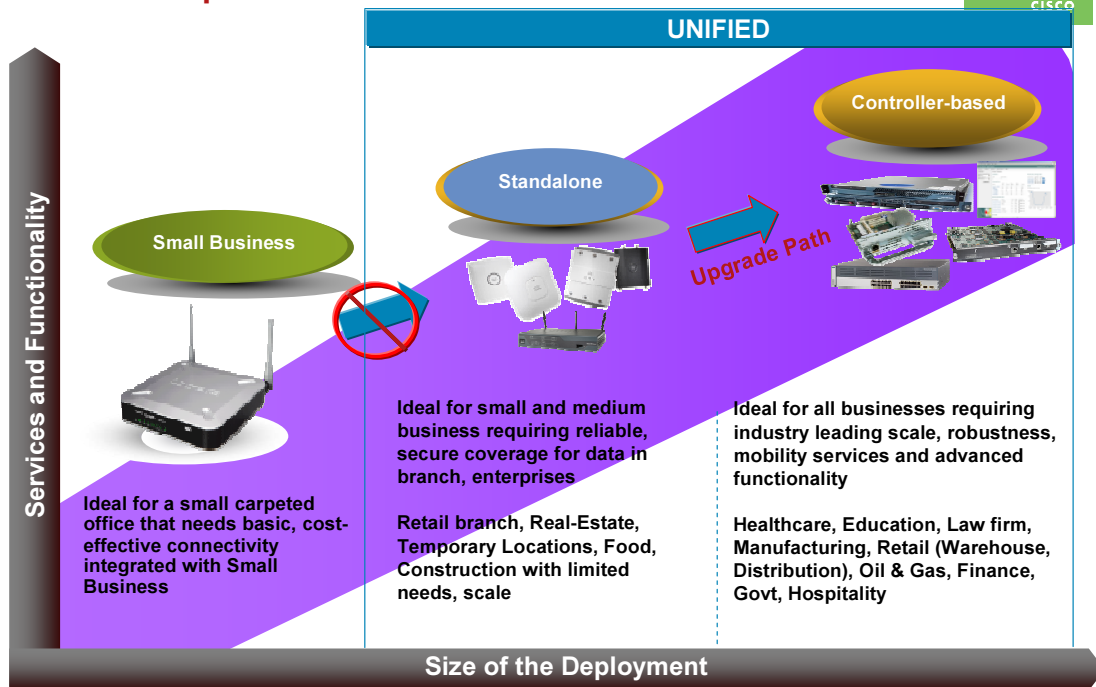 CISCO
UNIFIED
Controller-based
Standalone
Small Business
Upgrade Path
Services and Functionality
Ideal for a small carpeted
office that needs basic, cost-
effective connectivity
integrated with Small
Business
Ideal for small and medium
business requiring reliable,
secure coverage for data in
branch, enterprises
Retail branch, Real-Estate,
Temporary Locations, Food,
Construction with limited
needs, scale
Ideal for all businesses requiring
industry leading scale, robustness,
mobility services and advanced
functionality
Healthcare, Education, Law firm,
Manufacturing, Retail (Warehouse,
Distribution), Oil & Gas, Finance,
Govt, Hospitality
Size of the Deployment